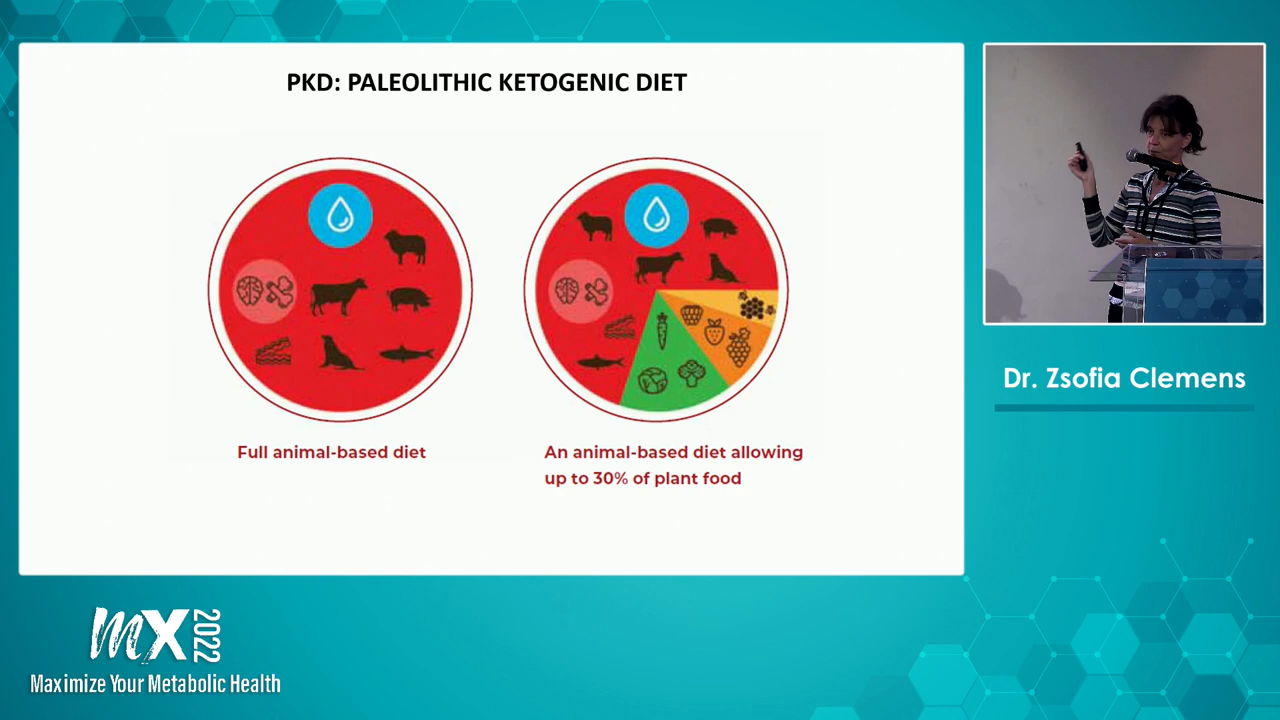 PKD: PALEOLITHIC KETOGENIC DIET
Full animal-based diet
An animal-based diet allowing
up to 30% of plant food
Dr. Zsofia Clemens
mx 2022
Maximize Your Metabolic Health